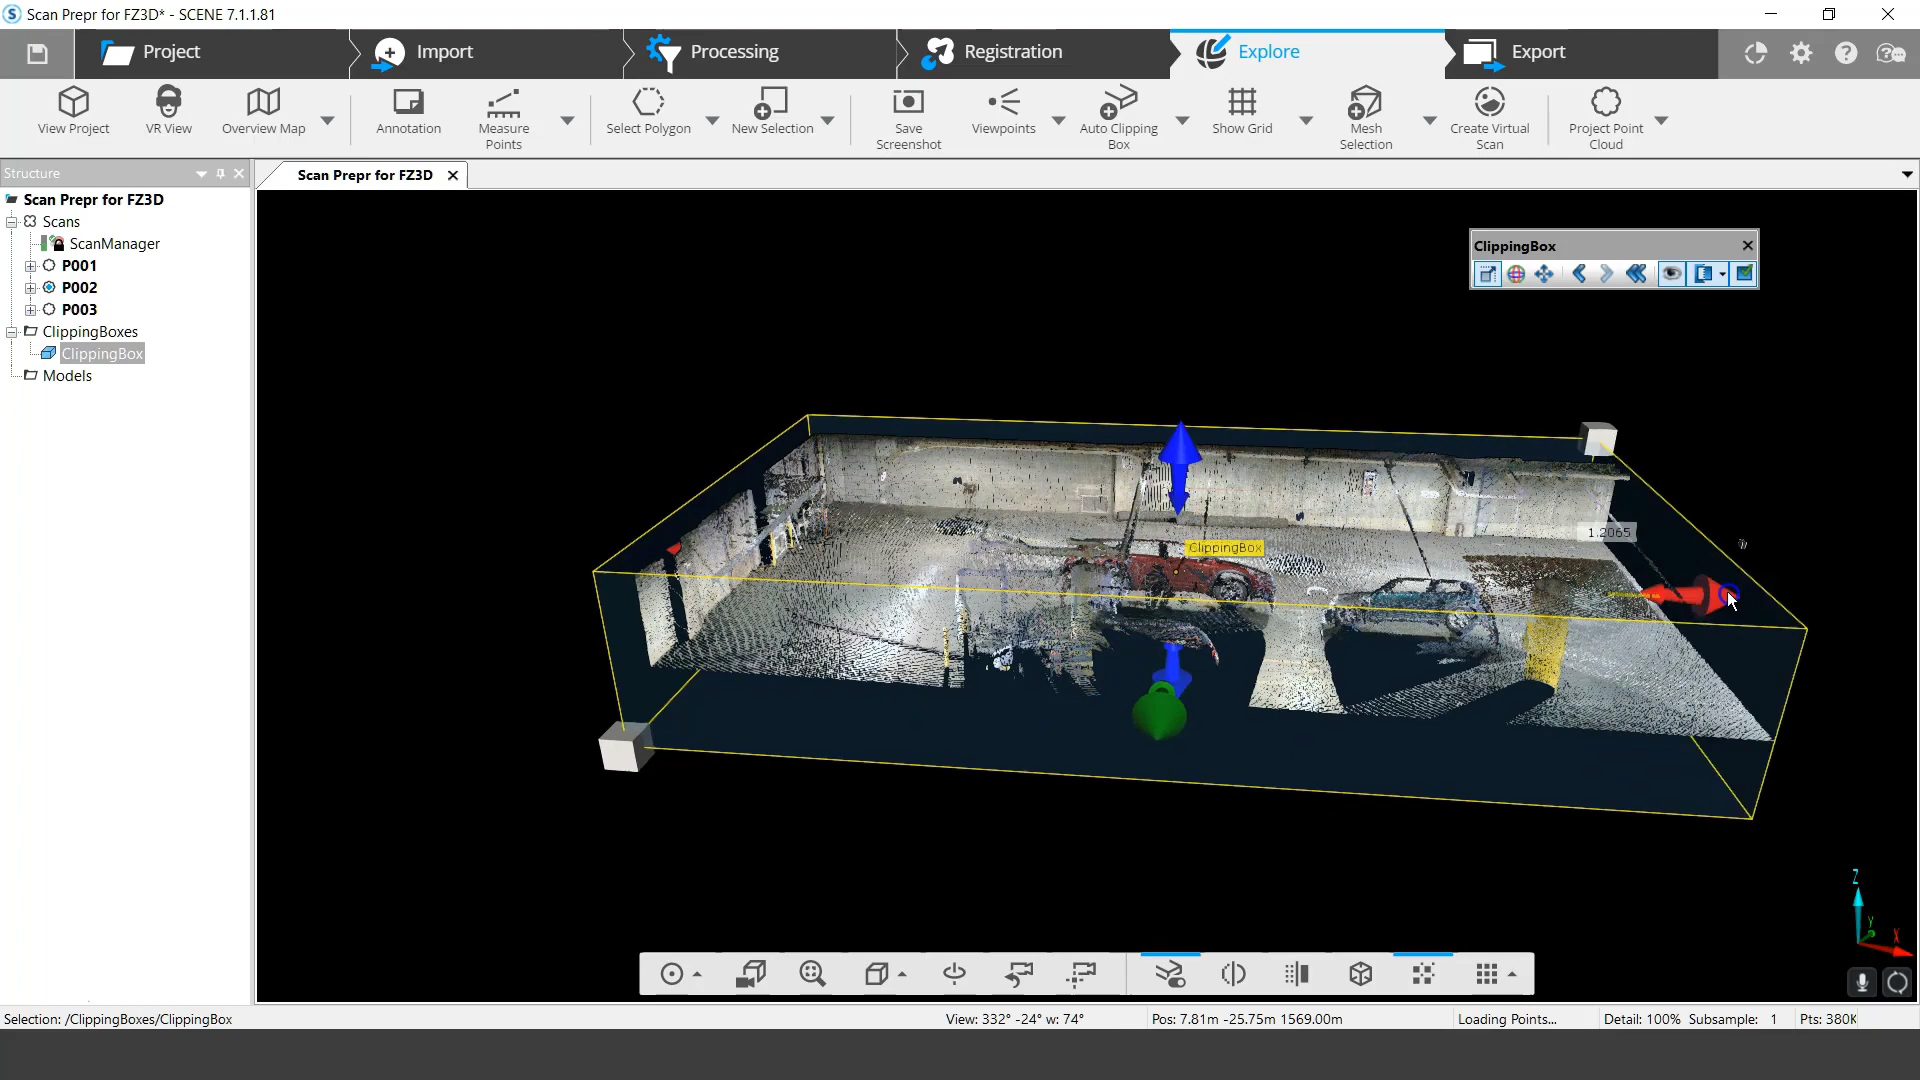 Scan Prepr for FZ3D* - SCENE 7.1.1.81
Project
Import
Processing
Registration
Explore
Export
View Project
VR View
Overview Map
Annotation
Measure
Points
Select Polygon
New Selection
Save
Screenshot
Viewpoints
Auto Clipping
Box
Show Grid
Mesh
Selection
Create Virtual
Scan
Project Point
Cloud
Structure
Scan Prepr for FZ3D
Scan Prepr for FZ3D
Scans
ScanManager
P001
P002
P003
ClippingBoxes
ClippingBox
Models
ClippingBox
1.2065
ClippingBox
Z
y
X
Selection: /ClippingBoxes/ClippingBox
View: 332° -24° w: 74°
Pos: 7.81m -25.75m 1569.00m
Loading Points...
Detail: 100% Subsample: 1
Pts: 380K